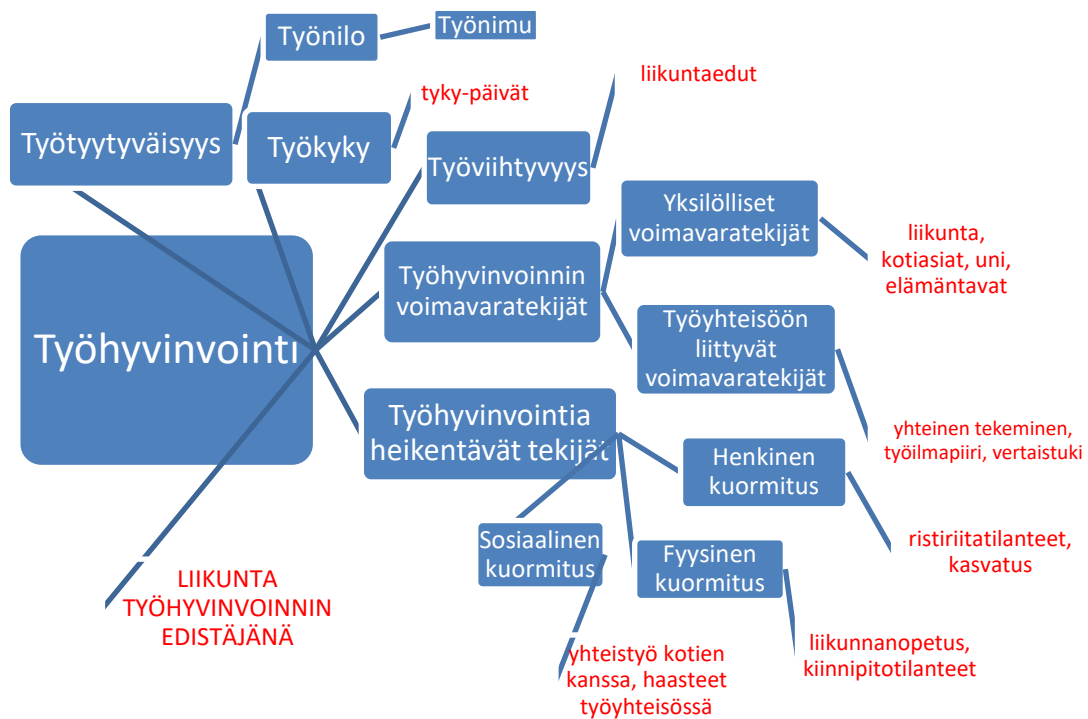 Työnilo
Työnimu
Työtyytyväisyys
Työkyky
tyky-päivät
Työviihtyvyys
liikuntaedut
Työhyvinvointi
Työhyvinvoinnin
voimavaratekijät
Yksilölliset
voimavaratekijät
liikunta,
kotiasiat, uni,
elämäntavat
Työyhteisöön
liittyvät
voimavaratekijät
yhteinen tekeminen,
työilmapiiri, vertaistuki
Työhyvinvointia
heikentävät tekijät
Henkinen
kuormitus
ristiriitatilanteet,
kasvatus
Sosiaalinen
kuormitus
yhteistyö kotien
kanssa, haasteet
työyhteisössä
Fyysinen
kuormitus
liikunnanopetus,
kiinnipitotilanteet
LIIKUNTA
TYÖHYVINVOINNIN
EDISTÄJÄNÄ